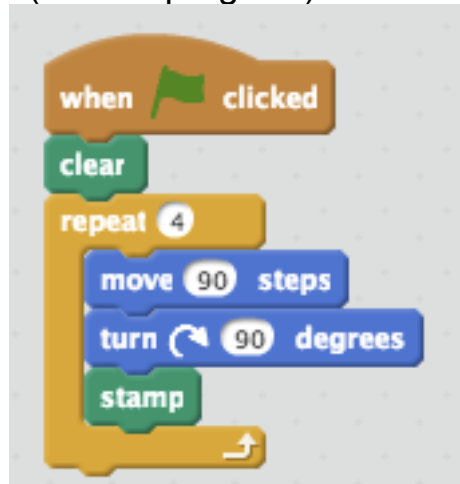 when clicked
clear
repeat 4
move 90 steps
turn 90 degrees
stamp